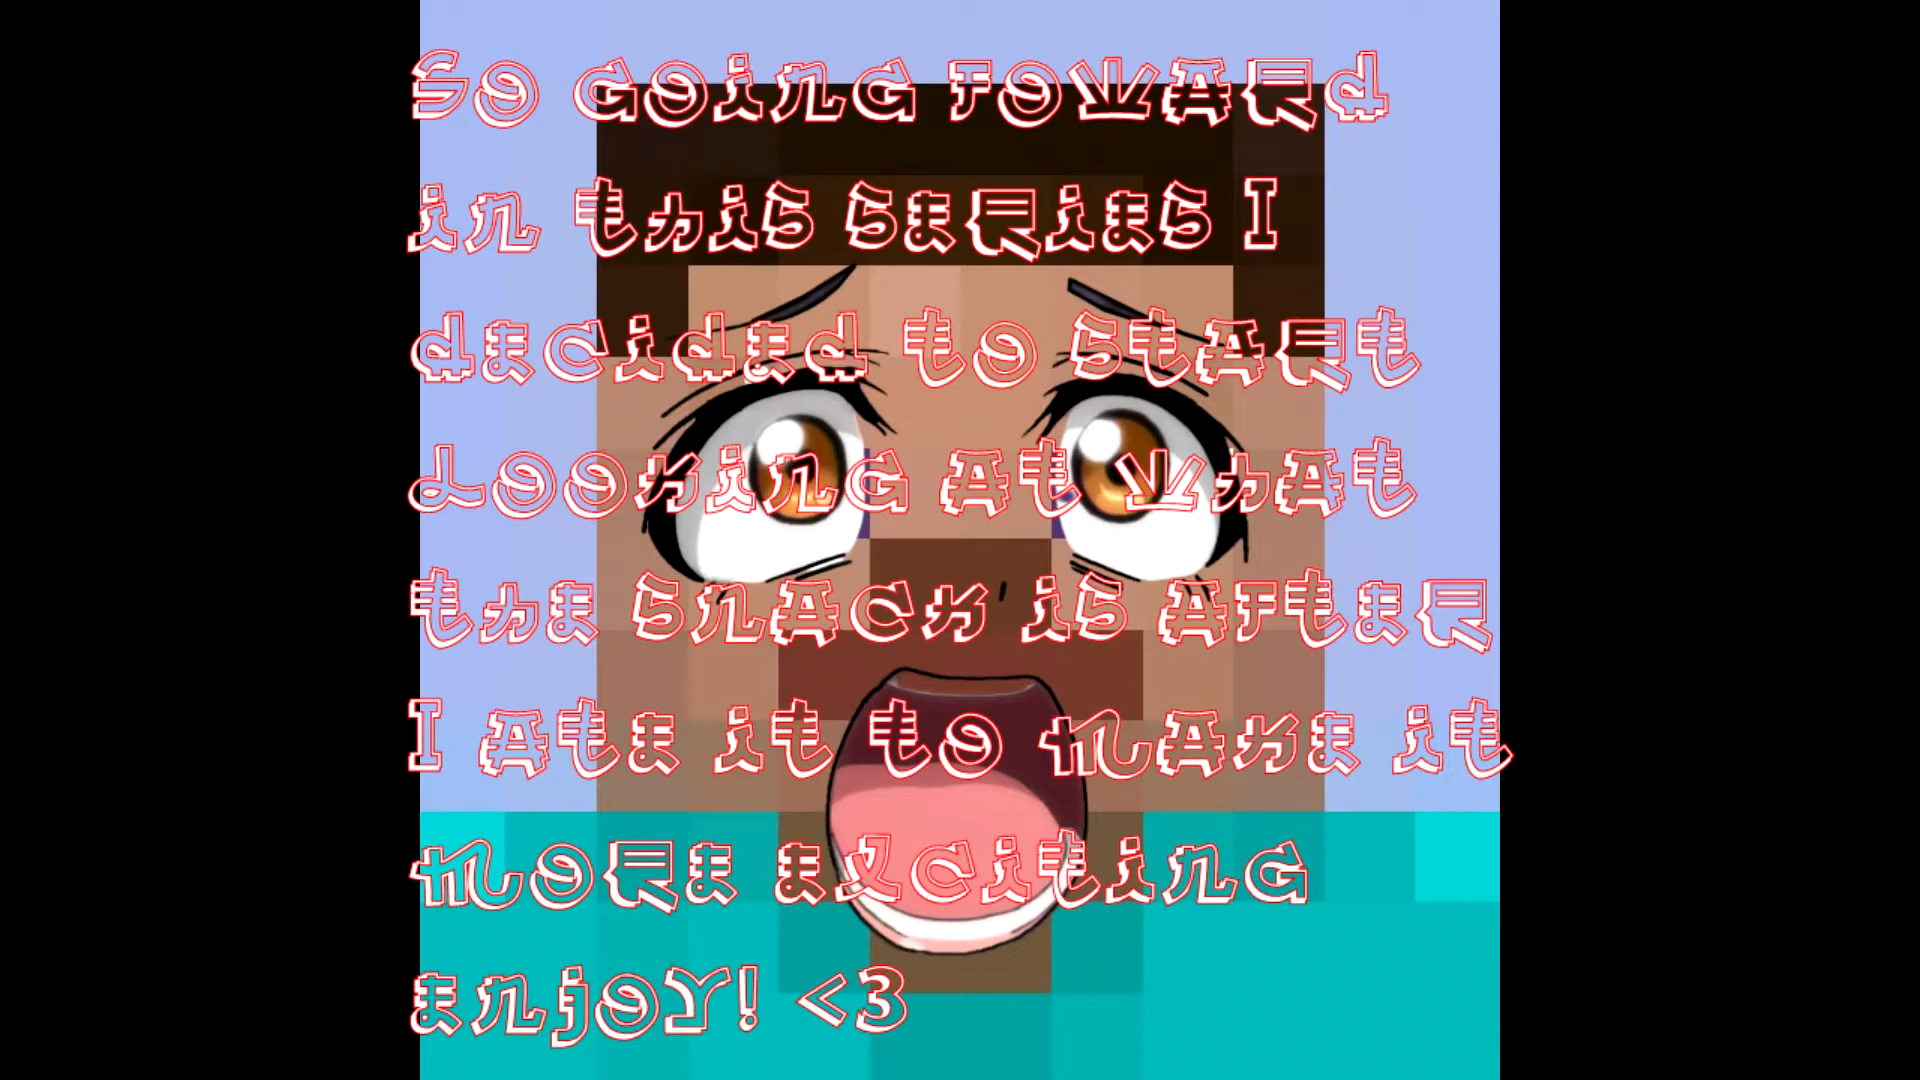 So going foward
in this series I
decided to start
Looking at what
the snack is after
I ate it to make it
more exciting
enjoy! <3